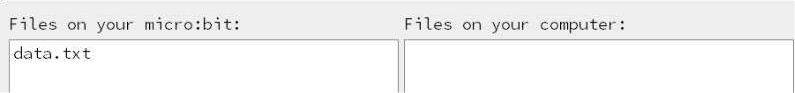 Files on your micro:bit:
Files on your computer:
data.txt